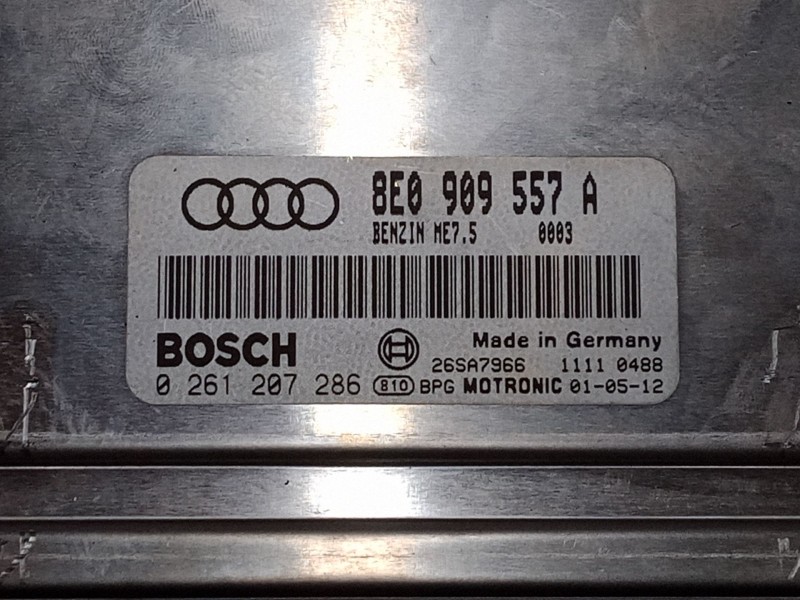 8E0 909 557 A
BENZIN ME7.5 0003
BOSCH Made in Germany
26SA7966 1111 0488
0 261 207 286 810 BPG MOTRONIC 01-05-12